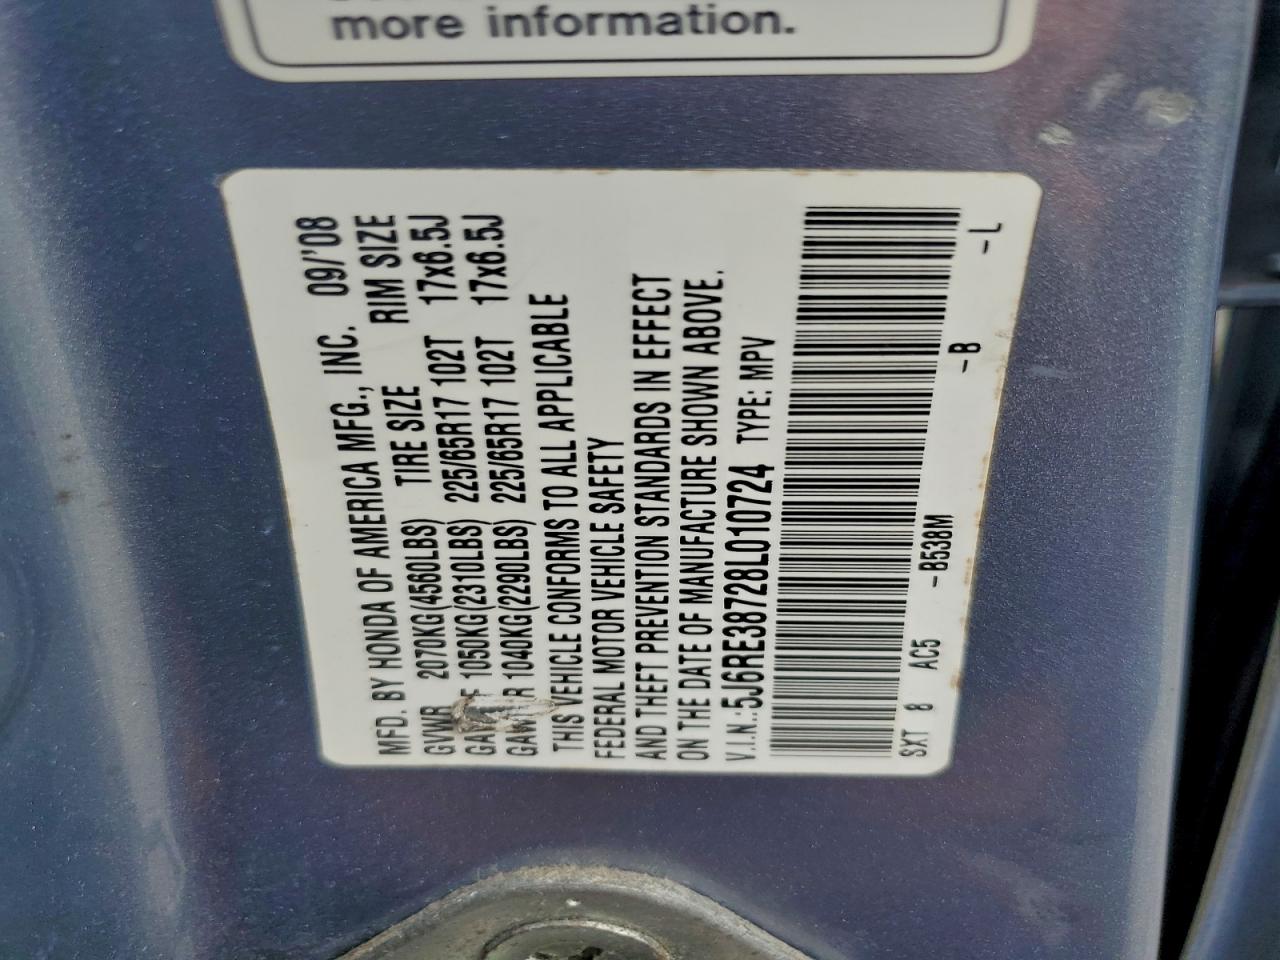 more information.
MFD. BY HONDA OF AMERICA MFG., INC. 09/'08
GVWR 2070KG(4560LBS) TIRE SIZE RIM SIZE
GAWR F 1050KG(2310LBS) 225/65R17 102T 17x6.5J
GAWR R 1040KG(2290LBS) 225/65R17 102T 17x6.5J
THIS VEHICLE CONFORMS TO ALL APPLICABLE
FEDERAL MOTOR VEHICLE SAFETY
AND THEFT PREVENTION STANDARDS IN EFFECT
ON THE DATE OF MANUFACTURE SHOWN ABOVE.
V.I.N.:5J6RE38728L010724 TYPE: MPV
SXT 8 AC5 -B538M -B -L